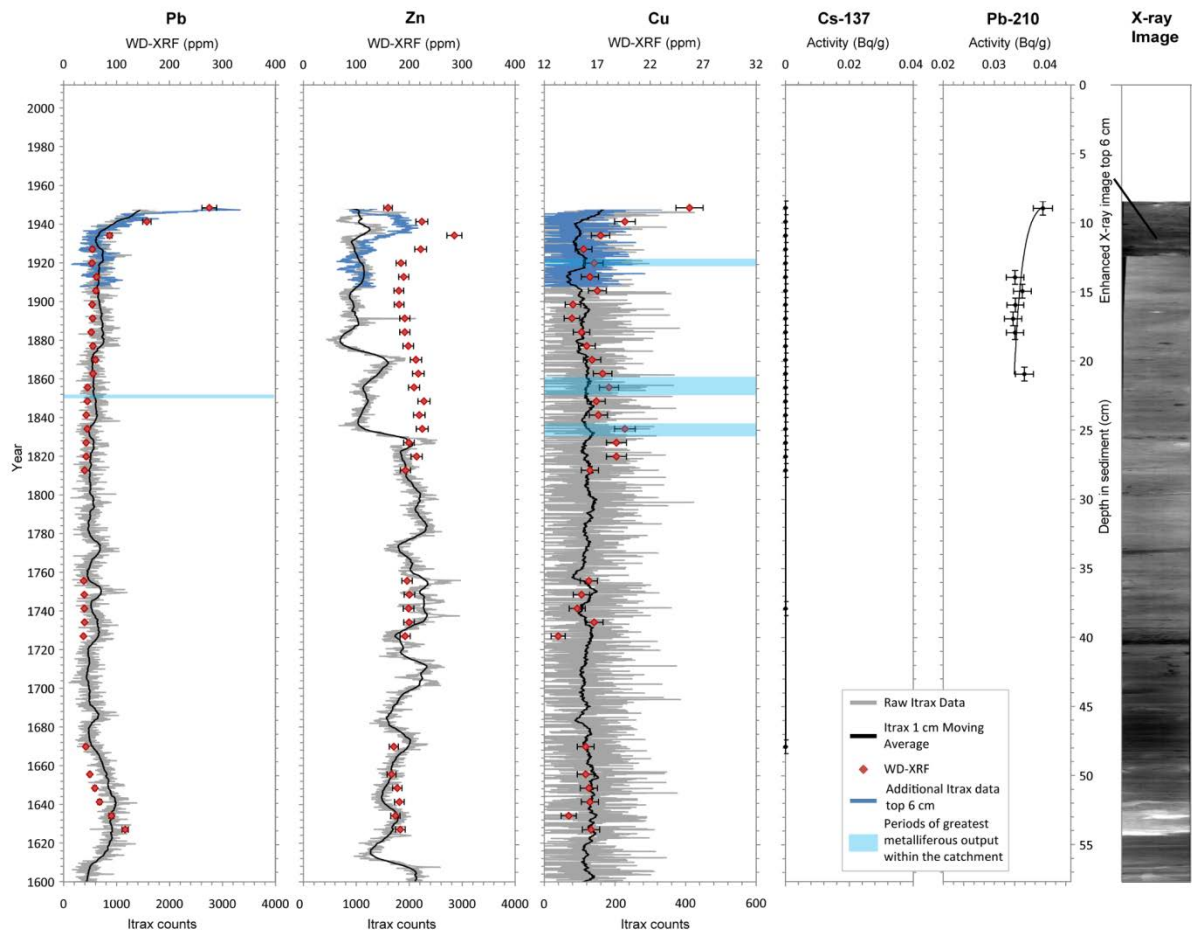 Pb
Zn
Cu
Cs-137
Pb-210
X-ray
Image
WD-XRF (ppm)
WD-XRF (ppm)
WD-XRF (ppm)
Activity (Bq/g)
Activity (Bq/g)
0 100 200 300 400
0 100 200 300 400
12 17 22 27 32
0 0.02 0.04
0.02 0.03 0.04
Year
2000
1980
1960
1940
1920
1900
1880
1860
1840
1820
1800
1780
1760
1740
1720
1700
1680
1660
1640
1620
1600
0
5
10
15
20
25
30
35
40
45
50
55
Enhanced X-ray image top 6 cm
Depth in sediment (cm)
Raw Itrax Data
Itrax 1 cm Moving
Average
WD-XRF
Additional Itrax data
top 6 cm
Periods of greatest
metalliferous output
within the catchment
0 1000 2000 3000 4000
0 1000 2000 3000 4000
0 200 400 600
Itrax counts
Itrax counts
Itrax counts